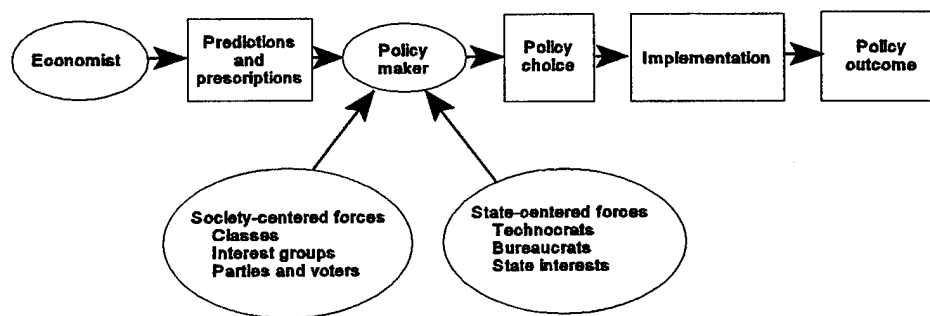 Economist
Predictions
and
prescriptions
Policy
maker
Policy
choice
Implementation
Policy
outcome
Society-centered forces
Classes
Interest groups
Parties and voters
State-centered forces
Technocrats
Bureaucrats
State interests